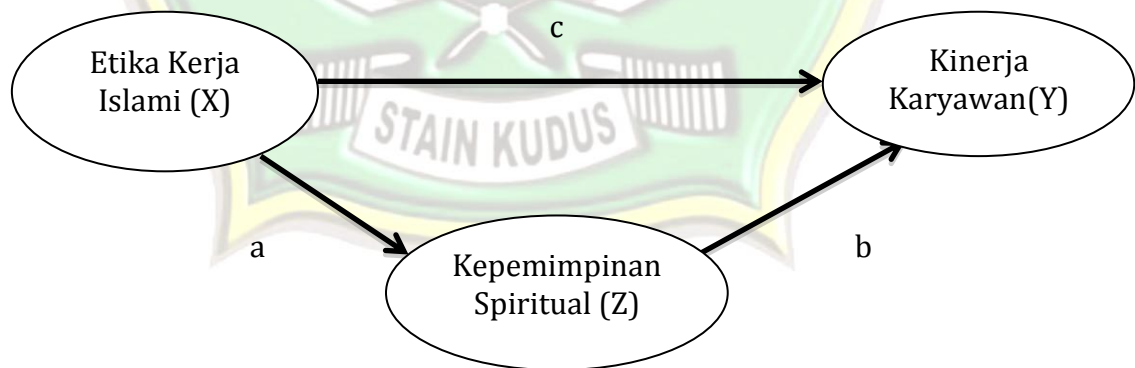 c
Etika Kerja
Islami (X)
Kinerja
Karyawan(Y)
STAIN KUDUS
a
b
Kepemimpinan
Spiritual (Z)